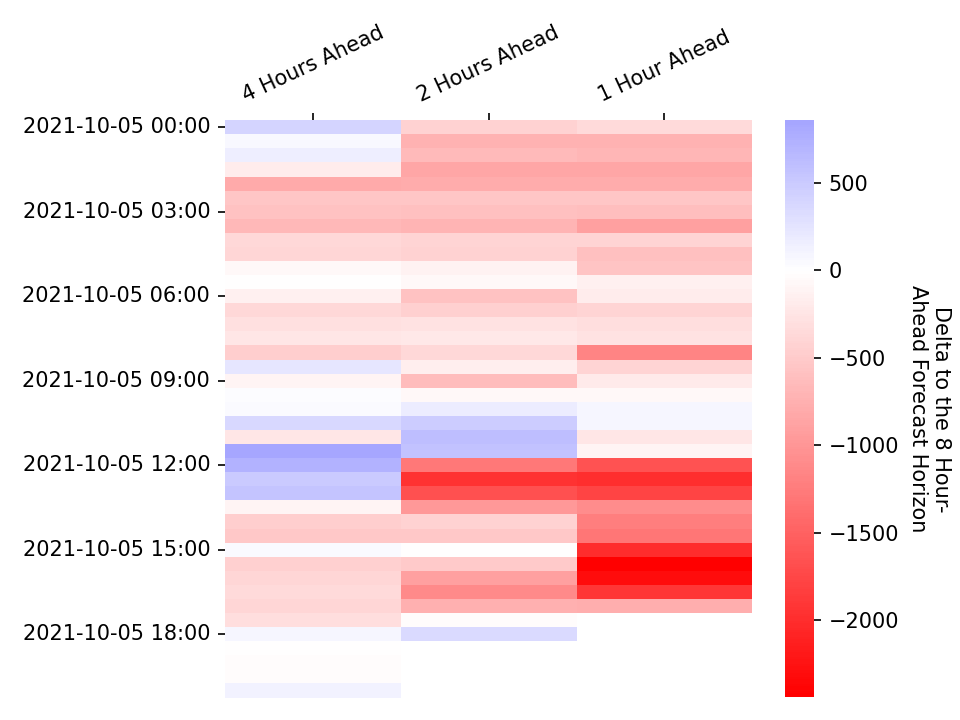 4 Hours Ahead
2 Hours Ahead
1 Hour Ahead
2021-10-05 00:00
2021-10-05 03:00
2021-10-05 06:00
2021-10-05 09:00
2021-10-05 12:00
2021-10-05 15:00
2021-10-05 18:00
500
0
−500
−1000
−1500
−2000
Delta to the 8 Hour-
Ahead Forecast Horizon